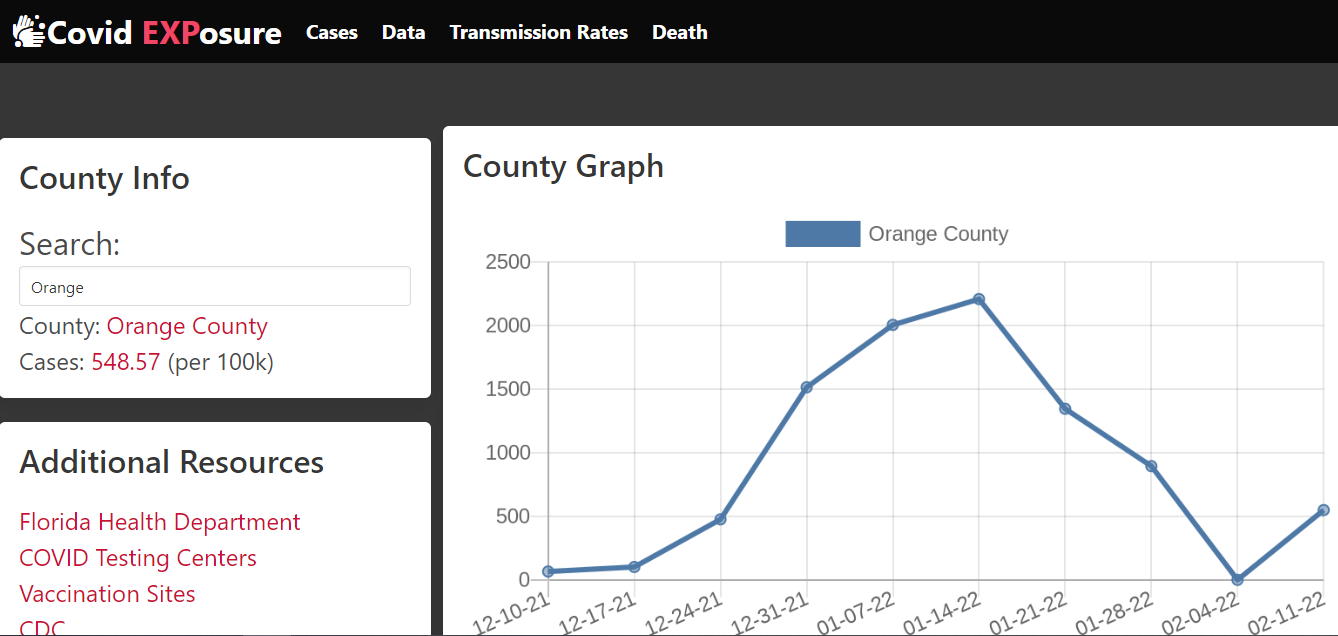 Covid EXPosure Cases Data Transmission Rates Death
County Info
Search:
Orange
County: Orange County
Cases: 548.57 (per 100k)
Additional Resources
Florida Health Department
COVID Testing Centers
Vaccination Sites
CDC
County Graph
Orange County
2500
2000
1500
1000
500
0
12-10-21 12-17-21 12-24-21 12-31-21 01-07-22 01-14-22 01-21-22 01-28-22 02-04-22 02-11-22